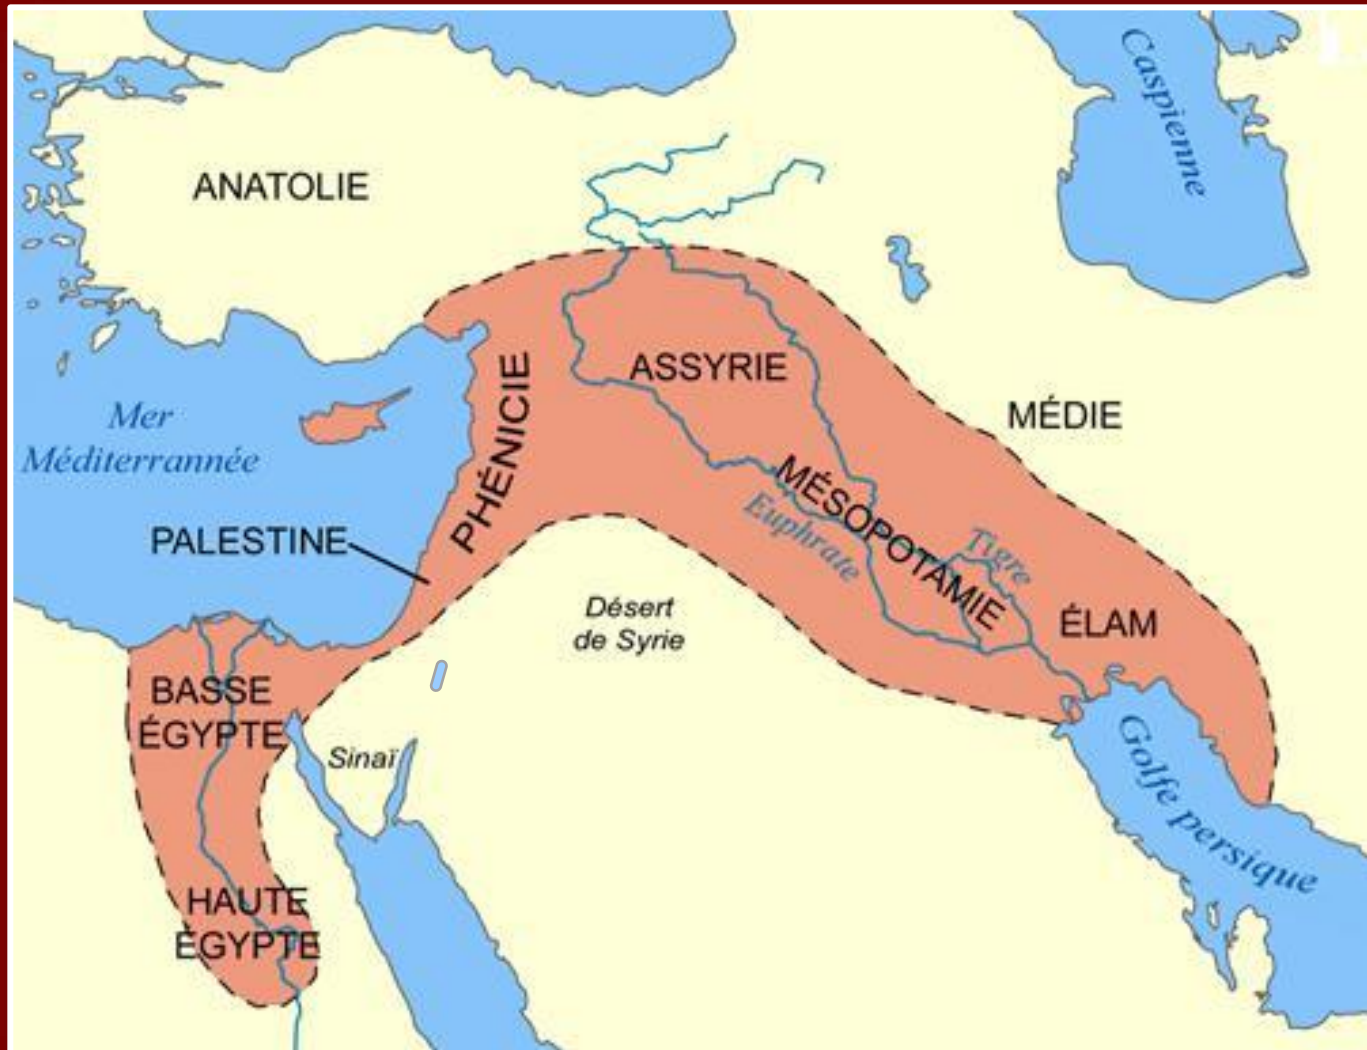 Caspienne
ANATOLIE
ASSYRIE
PHÉNICIE
MÉDIE
Mer
Méditerrannée
MÉSOPOTAMIE
Euphrate
Tigre
PALESTINE
Désert
de Syrie
ÉLAM
BASSE
ÉGYPTE
Sinaï
Golfe persique
HAUTE
ÉGYPTE